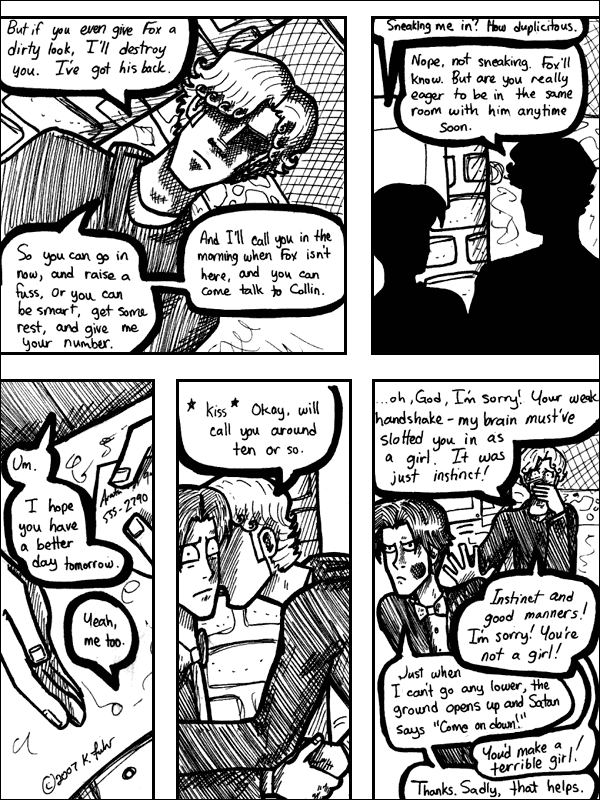 But if you even give Fox a
dirty look, I'll destroy
you. I've got his back.
So you can go in
now, and raise a
fuss, or you can
be smart, get some
rest, and give me
your number.
And I'll call you in the
morning when Fox isn't
here, and you can
come talk to Collin.
Sneaking me in? How duplicitous.
Nope, not sneaking. Fox'll
know. But are you really
eager to be in the same
room with him anytime
soon.
Um.
I hope
you have
a better
day tomorrow.
555-2790
Yeah,
me too.
©2007 K. Fuhr
*kiss* Okay, will
call you around
ten or so.
...oh, God, I'm sorry! Your weak
handshake - my brain must've
slotted you in as
a girl. It was
just instinct!
Instinct and
good manners!
I'm sorry! You're
not a girl!
Just when
I can't go any lower, the
ground opens up and Satan
says "Come on down!"
You'd make a
terrible girl!
Thanks. Sadly, that helps.